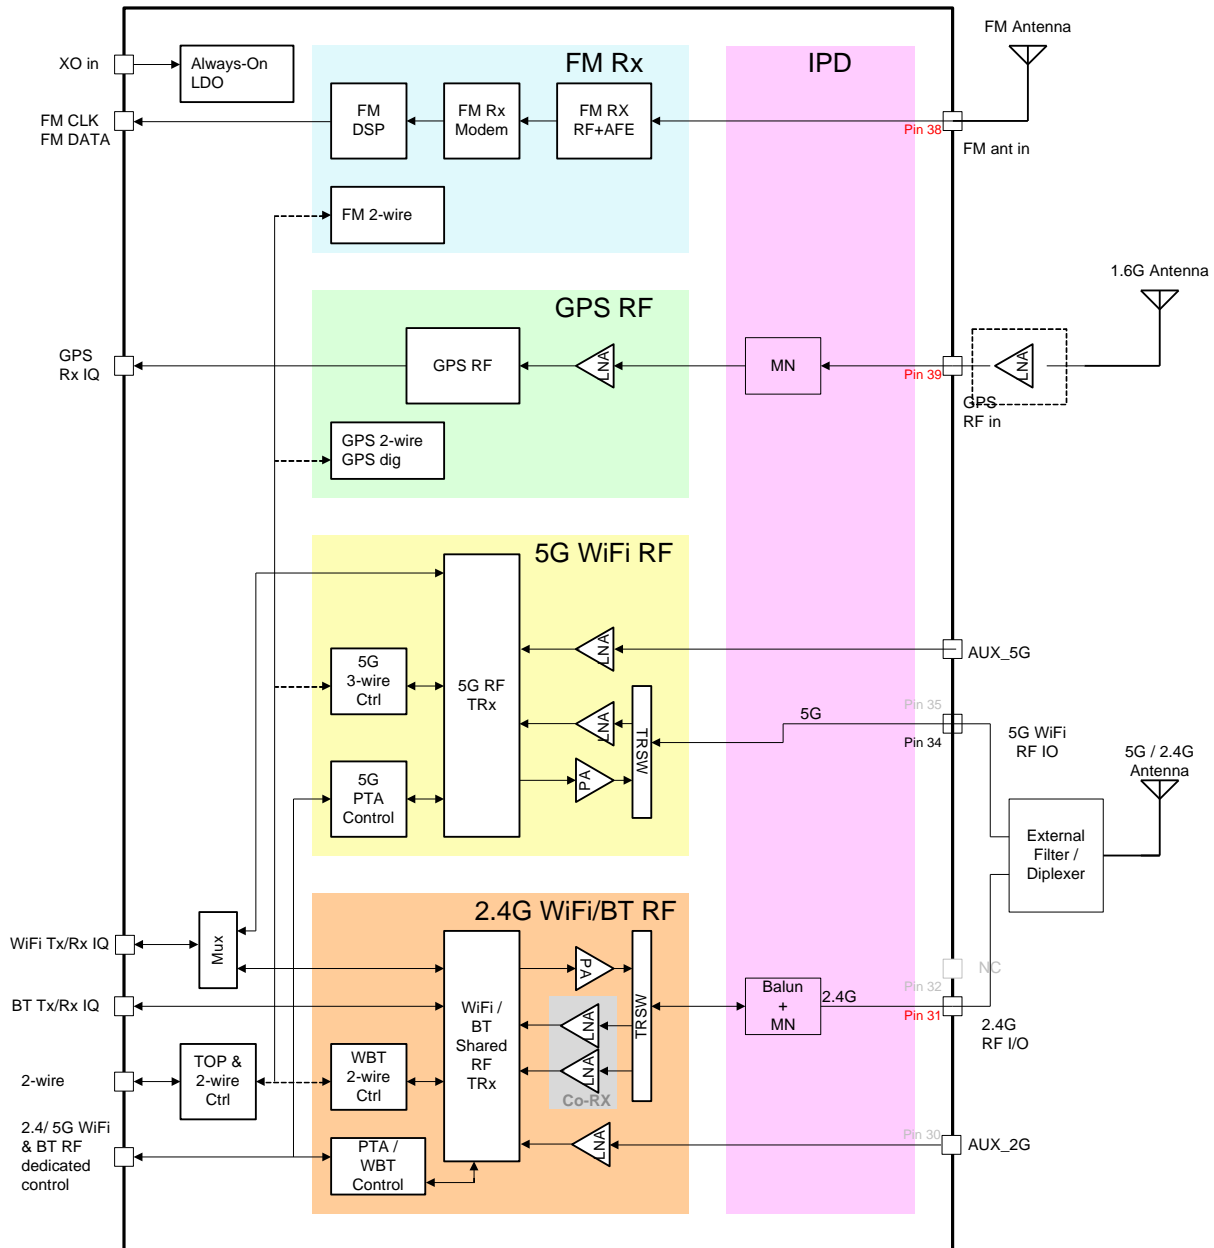 FM Antenna
XO in
Always-On
LDO
FM Rx
IPD
FM CLK
FM DATA
FM
DSP
FM Rx
Modem
FM RX
RF+AFE
Pin 38
FM ant in
FM 2-wire
1.6G Antenna
GPS RF
GPS
Rx IQ
GPS RF
LNA
MN
Pin 39
LNA
GPS
RF in
GPS 2-wire
GPS dig
5G WiFi RF
LNA
AUX_5G
5G
3-wire
Ctrl
5G RF
TRx
LNA
TRSW
5G
Pin 35
Pin 34
5G WiFi
RF IO
5G
PTA
Control
PA
5G / 2.4G
Antenna
External
Filter /
Diplexer
2.4G WiFi/BT RF
WiFi Tx/Rx IQ
Mux
PA
NC
BT Tx/Rx IQ
WiFi /
BT
Shared
RF
TRx
LNA
LNA
Co-RX
TRSW
Balun
+
MN
2.4G
Pin 32
Pin 31
2.4G
RF I/O
2-wire
TOP &
2-wire
Ctrl
WBT
2-wire
Ctrl
2.4/ 5G WiFi
& BT RF
dedicated
control
PTA /
WBT
Control
LNA
Pin 30
AUX_2G